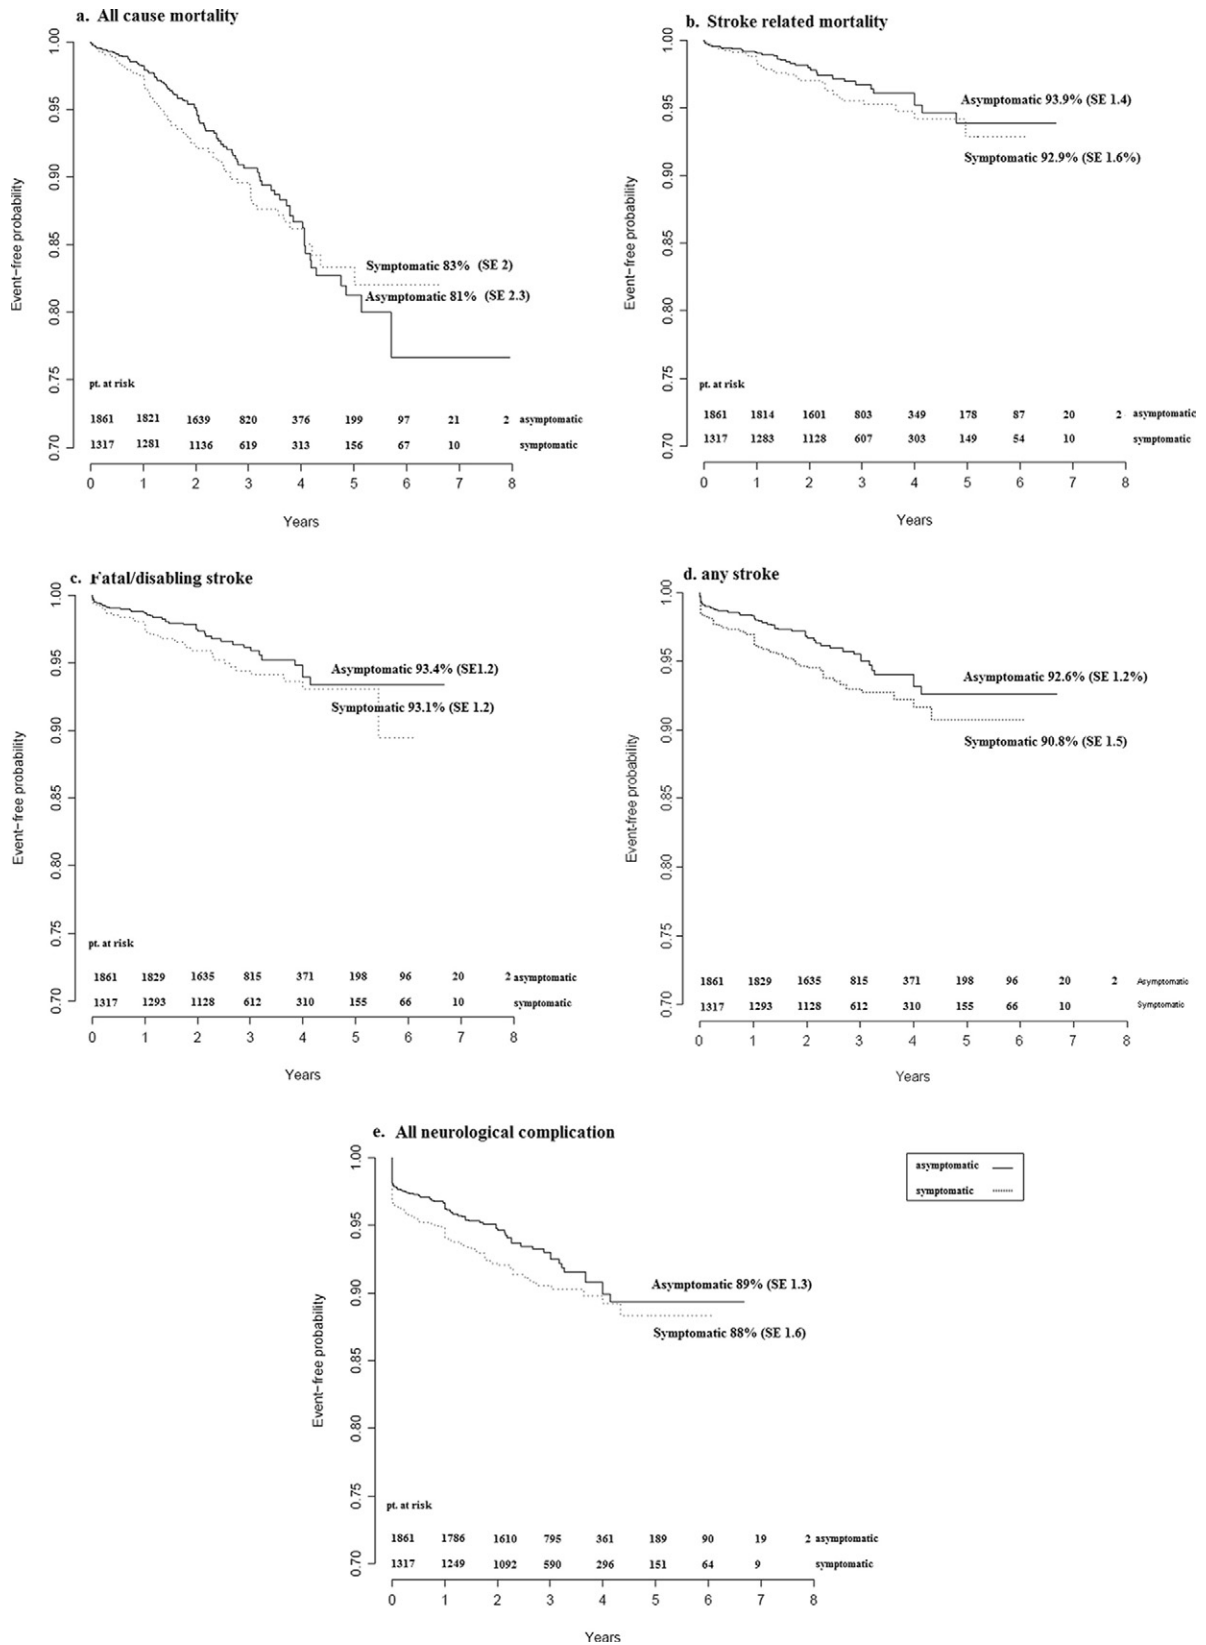 a. All cause mortality
Event-free probability
1.00
0.95
0.90
0.85
0.80
0.75
0.70
Symptomatic 83% (SE 2)
Asymptomatic 81% (SE 2.3)
pt. at risk
1861 1821 1639 820 376 199 97 21 2 asymptomatic
1317 1281 1136 619 313 156 67 10 symptomatic
0 1 2 3 4 5 6 7 8
Years
b. Stroke related mortality
Event-free probability
1.00
0.95
0.90
0.85
0.80
0.75
0.70
Asymptomatic 93.9% (SE 1.4)
Symptomatic 92.9% (SE 1.6%)
pt. at risk
1861 1814 1601 803 349 178 87 20 2 asymptomatic
1317 1283 1128 607 303 149 54 10 symptomatic
0 1 2 3 4 5 6 7 8
Years
c. Fatal/disabling stroke
Event-free probability
1.00
0.95
0.90
0.85
0.80
0.75
0.70
Asymptomatic 93.4% (SE1.2)
Symptomatic 93.1% (SE 1.2)
pt. at risk
1861 1829 1635 815 371 198 96 20 2 asymptomatic
1317 1293 1128 612 310 155 66 10 symptomatic
0 1 2 3 4 5 6 7 8
Years
d. any stroke
Event-free probability
1.00
0.95
0.90
0.85
0.80
0.75
0.70
Asymptomatic 92.6% (SE 1.2%)
Symptomatic 90.8% (SE 1.5)
1861 1829 1635 815 371 198 96 20 2 Asymptomatic
1317 1293 1128 612 310 155 66 10 Symptomatic
0 1 2 3 4 5 6 7 8
Years
e. All neurological complication
Event-free probability
1.00
0.95
0.90
0.85
0.80
0.75
0.70
asymptomatic
symptomatic
Asymptomatic 89% (SE 1.3)
Symptomatic 88% (SE 1.6)
pt. at risk
1861 1786 1610 795 361 189 90 19 2 asymptomatic
1317 1249 1092 590 296 151 64 9 symptomatic
0 1 2 3 4 5 6 7 8
Years